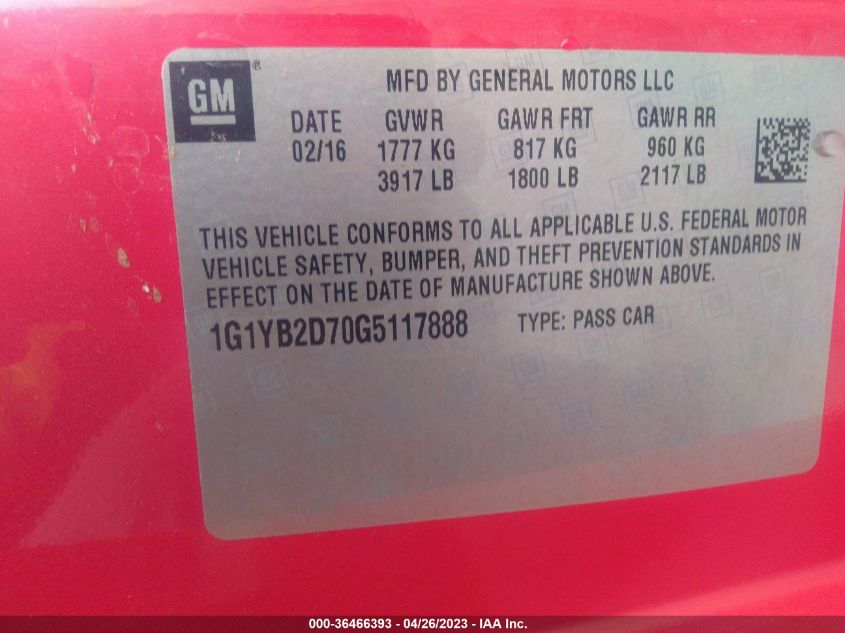 GM
®
MFD BY GENERAL MOTORS LLC
DATE GVWR GAWR FRT GAWR RR
02/16 1777 KG 817 KG 960 KG
3917 LB 1800 LB 2117 LB
THIS VEHICLE CONFORMS TO ALL APPLICABLE U.S. FEDERAL MOTOR
VEHICLE SAFETY, BUMPER, AND THEFT PREVENTION STANDARDS IN
EFFECT ON THE DATE OF MANUFACTURE SHOWN ABOVE.
1G1YB2D70G5117888 TYPE: PASS CAR
000-36466393 - 04/26/2023 - IAA Inc.